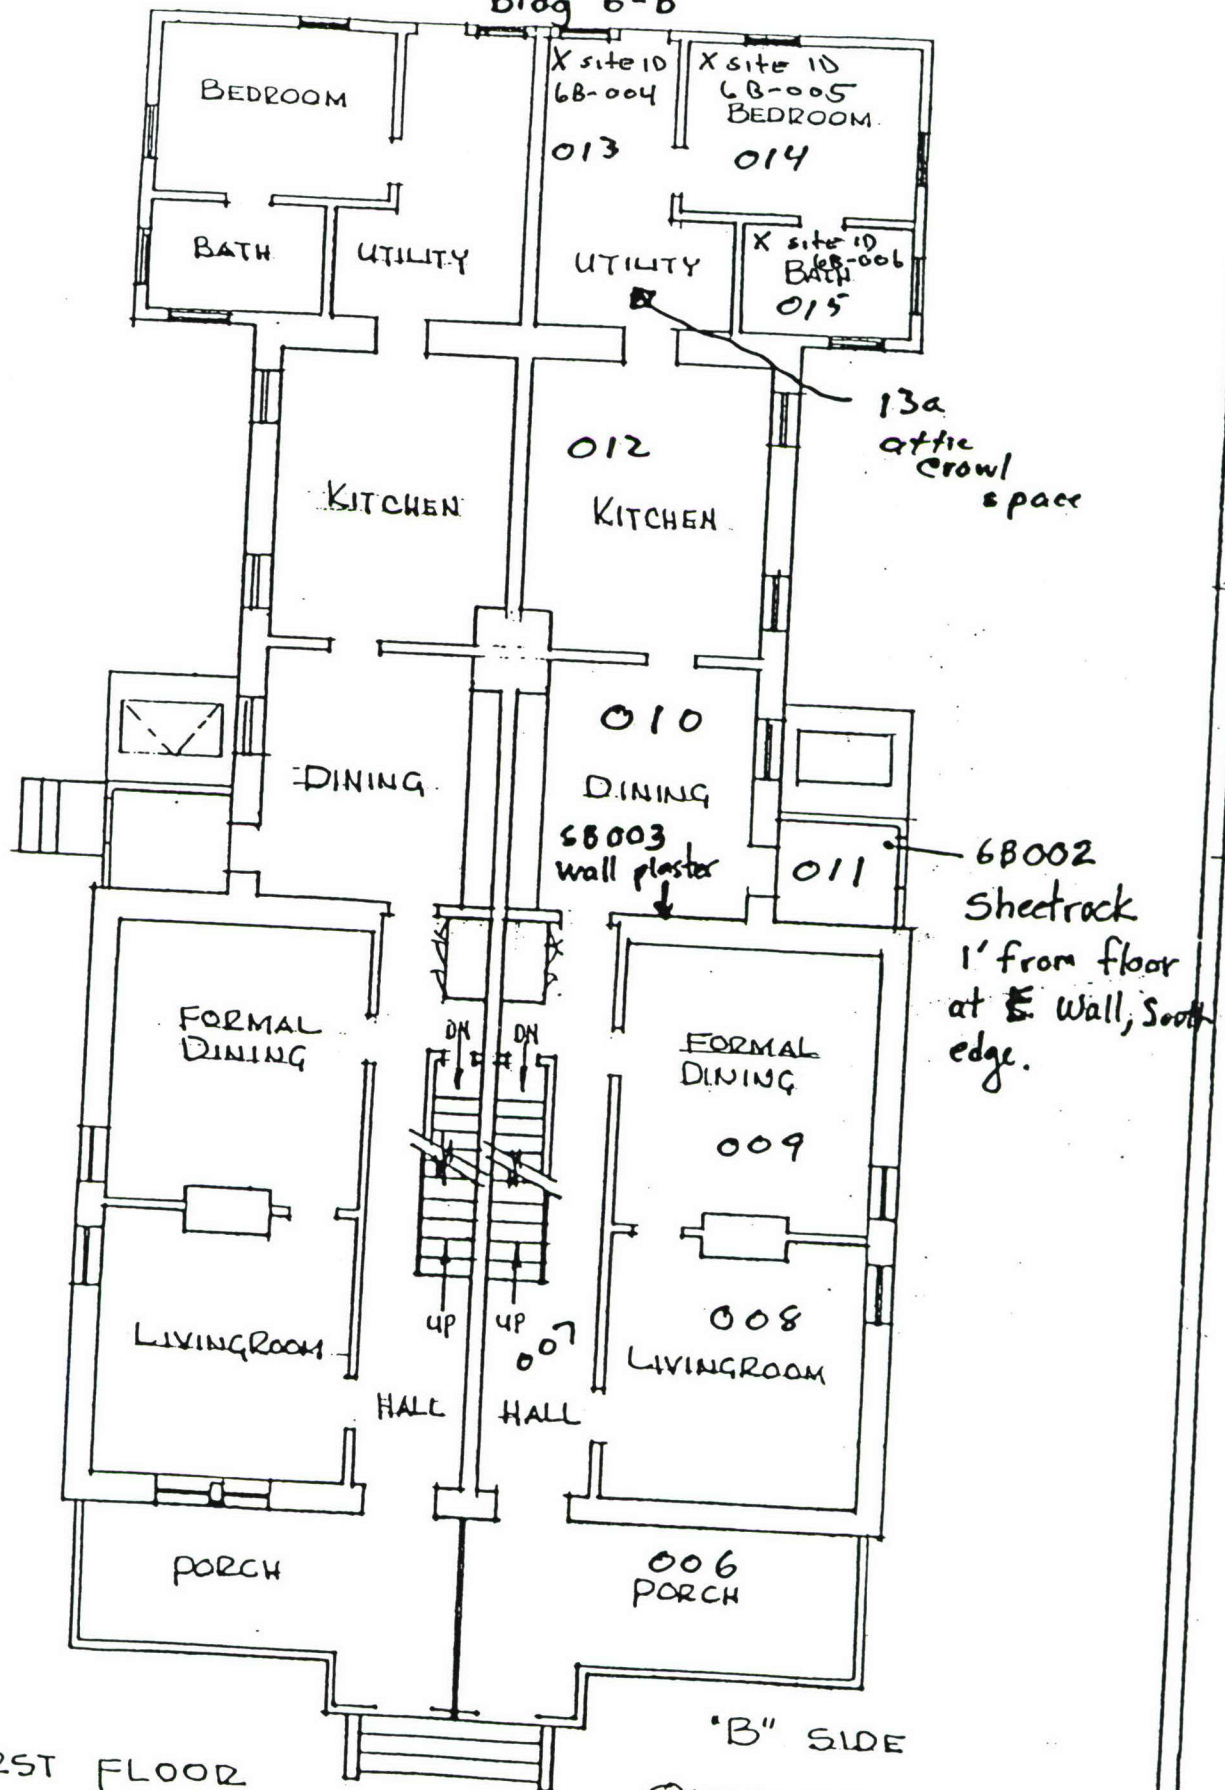 Bldg 6-B
X site ID
6B-004
013
X site ID
6B-005
BEDROOM
014
BEDROOM
BATH
UTILITY
UTILITY
X site ID
6B-006
BATH
015
13a
attic
crawl
space
012
KITCHEN
KITCHEN
010
DINING
DINING
6B003
wall plaster
011
6B002
Sheetrock
1' from floor
at E Wall, South
edge.
FORMAL
DINING
DN
DN
FORMAL
DINING
009
UP
UP
007
008
LIVINGROOM
LIVINGROOM
HALL
HALL
PORCH
006
PORCH
"B" SIDE
RST FLOOR